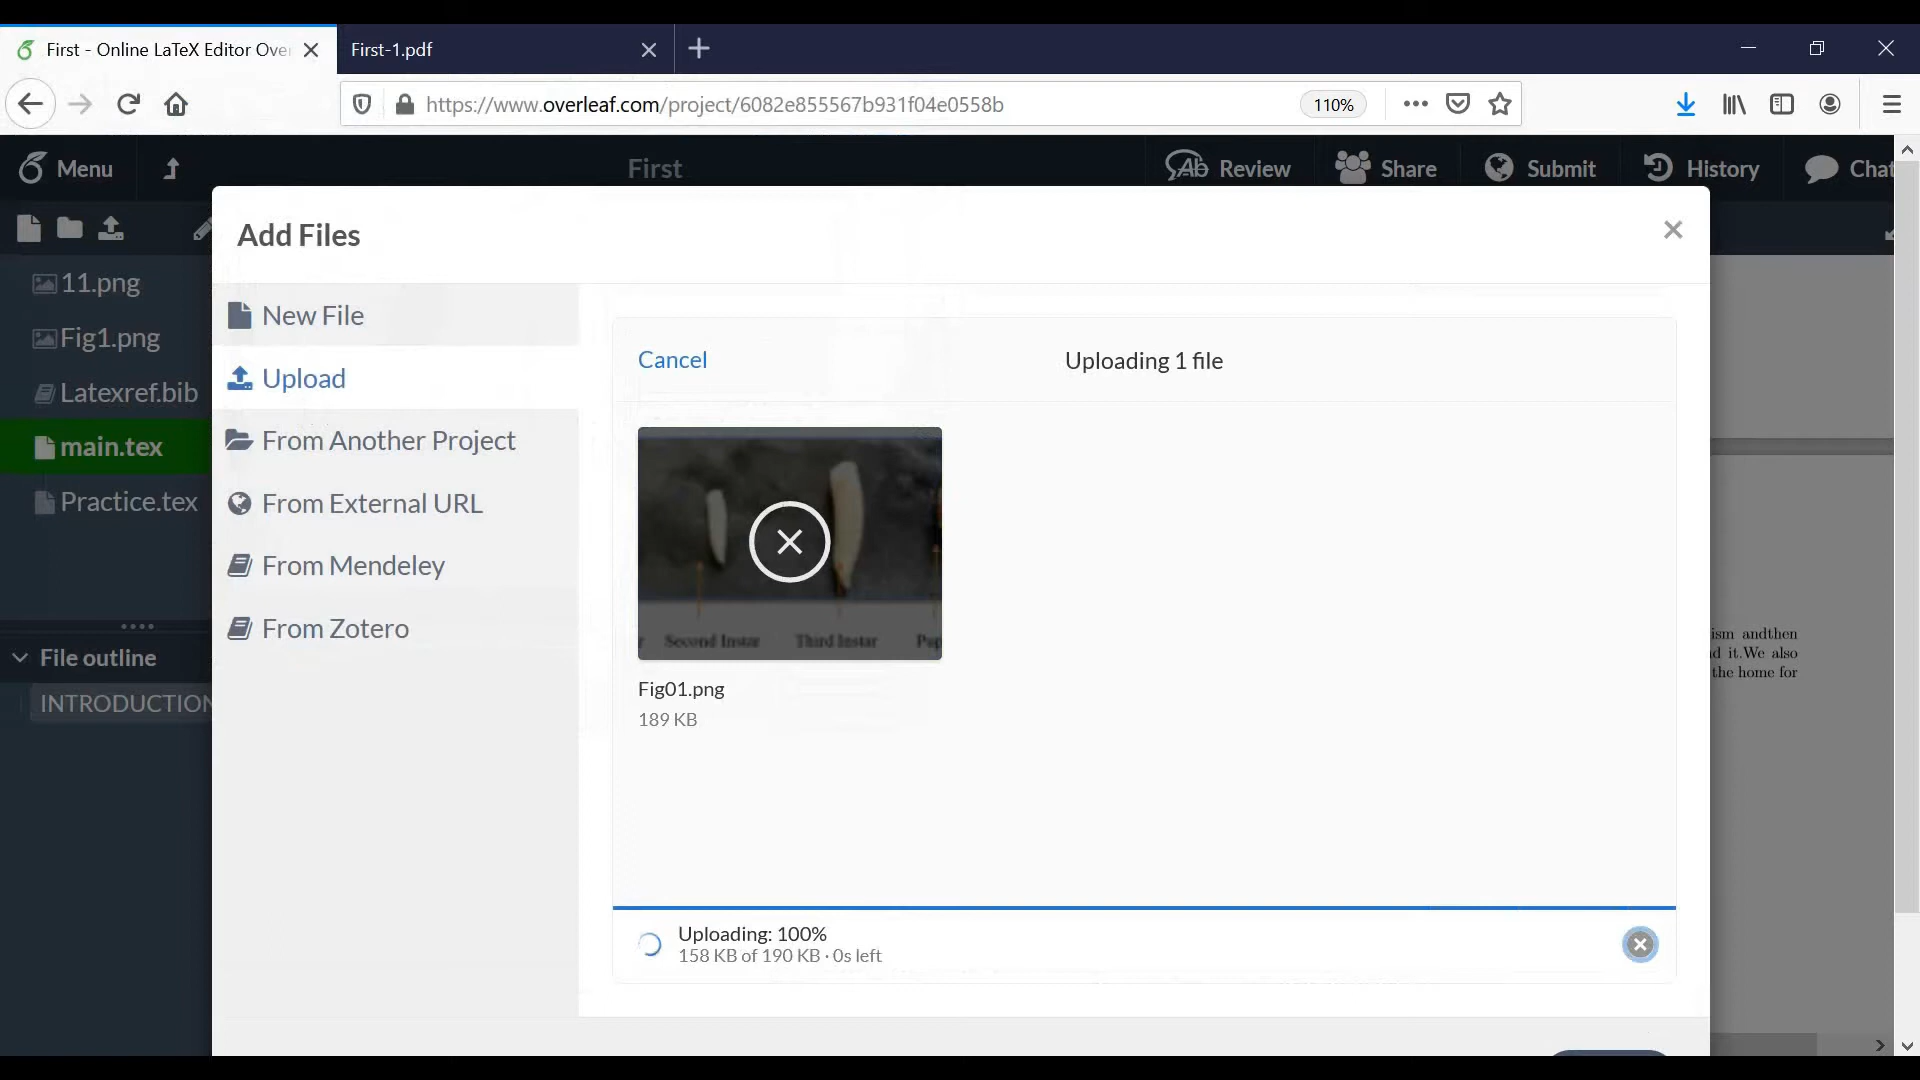 First - Online LaTeX Editor Ove
First-1.pdf
https://www.overleaf.com/project/6082e855567b931f04e0558b
110%
Menu
First
Review
Share
Submit
History
Chat
Add Files
11.png
Fig1.png
Latexref.bib
main.tex
Practice.tex
File outline
INTRODUCTION
New File
Upload
From Another Project
From External URL
From Mendeley
From Zotero
Cancel
Uploading 1 file
Second Instar
Third Instar
Pup
Fig01.png
189 KB
Uploading: 100%
158 KB of 190 KB · 0s left
ism andthen
d it.We also
the home for